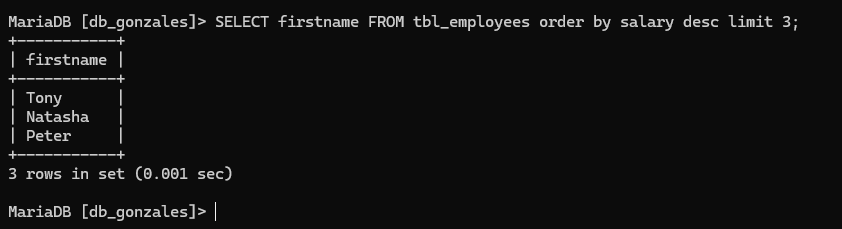 MariaDB [db_gonzales]> SELECT firstname FROM tbl_employees order by salary desc limit 3;
+-----------+
| firstname |
+-----------+
| Tony      |
| Natasha   |
| Peter     |
+-----------+
3 rows in set (0.001 sec)
MariaDB [db_gonzales]>